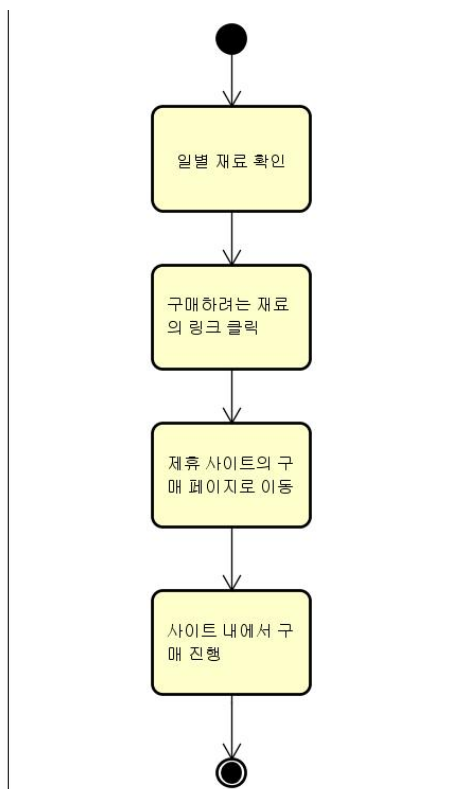 일별 재료 확인
구매하려는 재료
의 링크 클릭
제휴 사이트의 구
매 페이지로 이동
사이트 내에서 구
매 진행